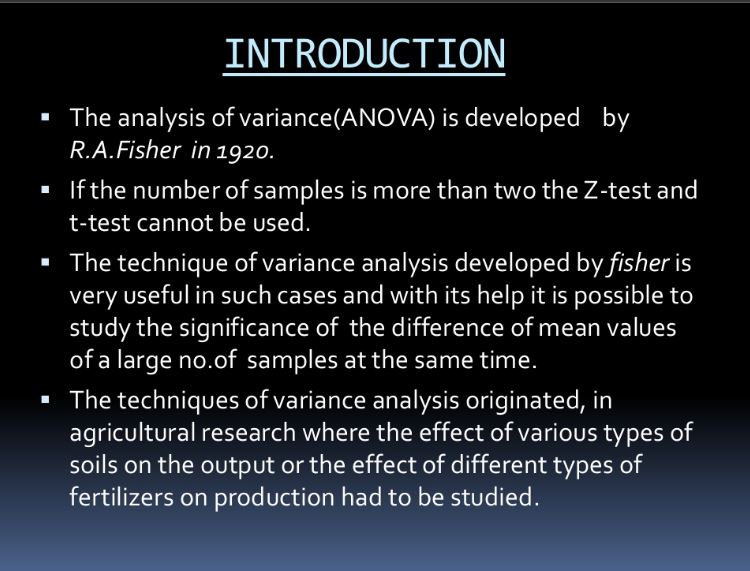 INTRODUCTION
▪ The analysis of variance(ANOVA) is developed by
R.A.Fisher in 1920.
▪ If the number of samples is more than two the Z-test and
t-test cannot be used.
▪ The technique of variance analysis developed by fisher is
very useful in such cases and with its help it is possible to
study the significance of the difference of mean values
of a large no.of samples at the same time.
▪ The techniques of variance analysis originated, in
agricultural research where the effect of various types of
soils on the output or the effect of different types of
fertilizers on production had to be studied.